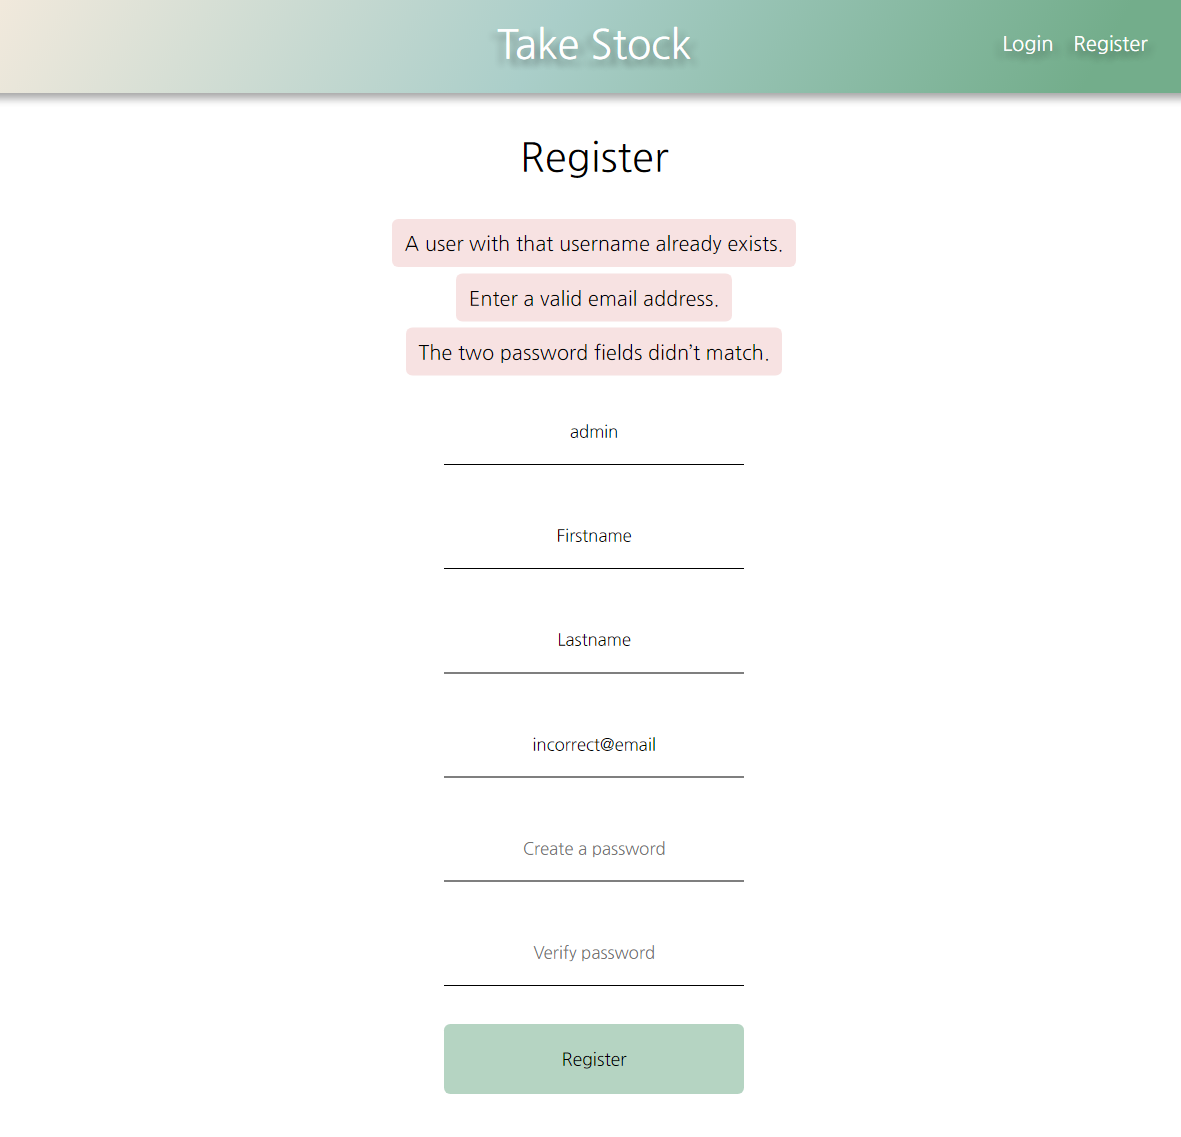 Take Stock
Login Register
Register
A user with that username already exists.
Enter a valid email address.
The two password fields didn’t match.
admin
Firstname
Lastname
incorrect@email
Create a password
Verify password
Register